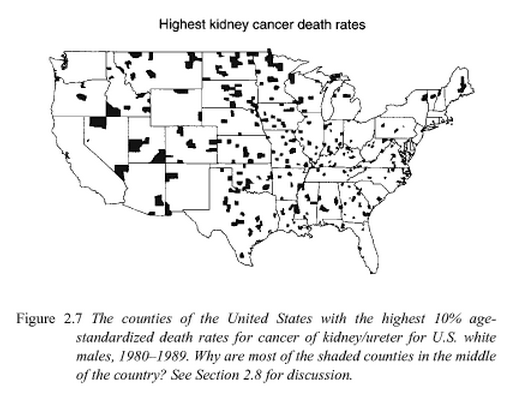 Highest kidney cancer death rates
Figure 2.7 The counties of the United States with the highest 10% age-
standardized death rates for cancer of kidney/ureter for U.S. white
males, 1980–1989. Why are most of the shaded counties in the middle
of the country? See Section 2.8 for discussion.